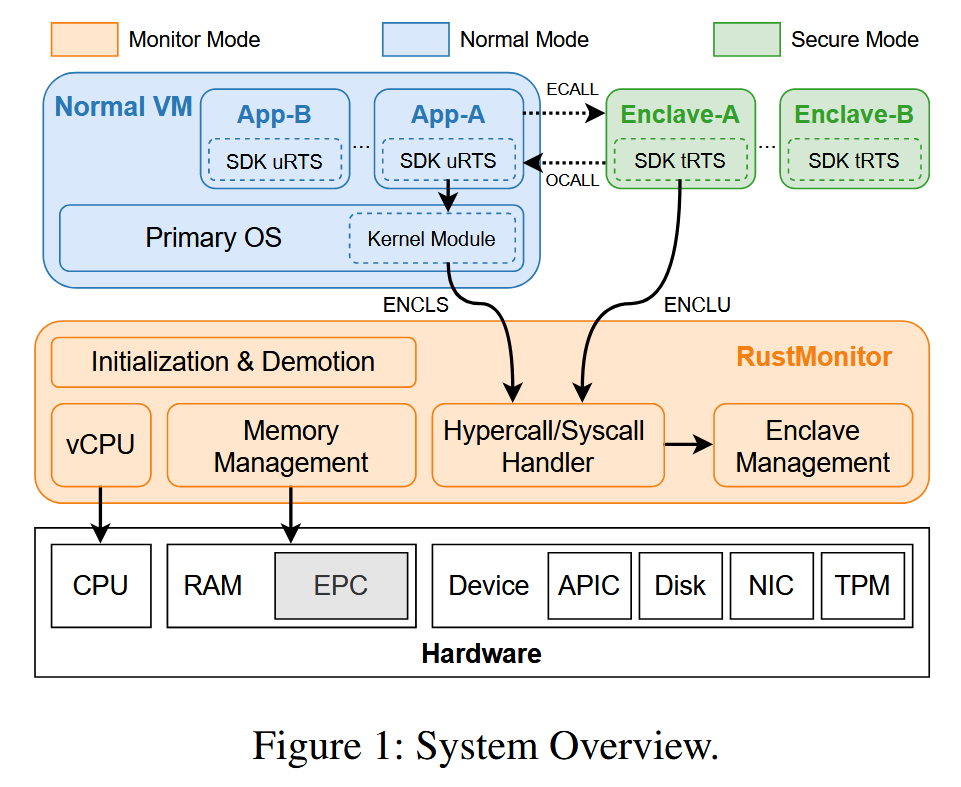 Monitor Mode
Normal Mode
Secure Mode
Normal VM
App-B
SDK uRTS
...
App-A
SDK uRTS
ECALL
OCALL
Enclave-A
SDK tRTS
...
Enclave-B
SDK tRTS
Primary OS
Kernel Module
ENCLS
ENCLU
RustMonitor
Initialization & Demotion
vCPU
Memory
Management
Hypercall/Syscall
Handler
Enclave
Management
CPU
RAM
EPC
Device
APIC
Disk
NIC
TPM
Hardware
Figure 1: System Overview.